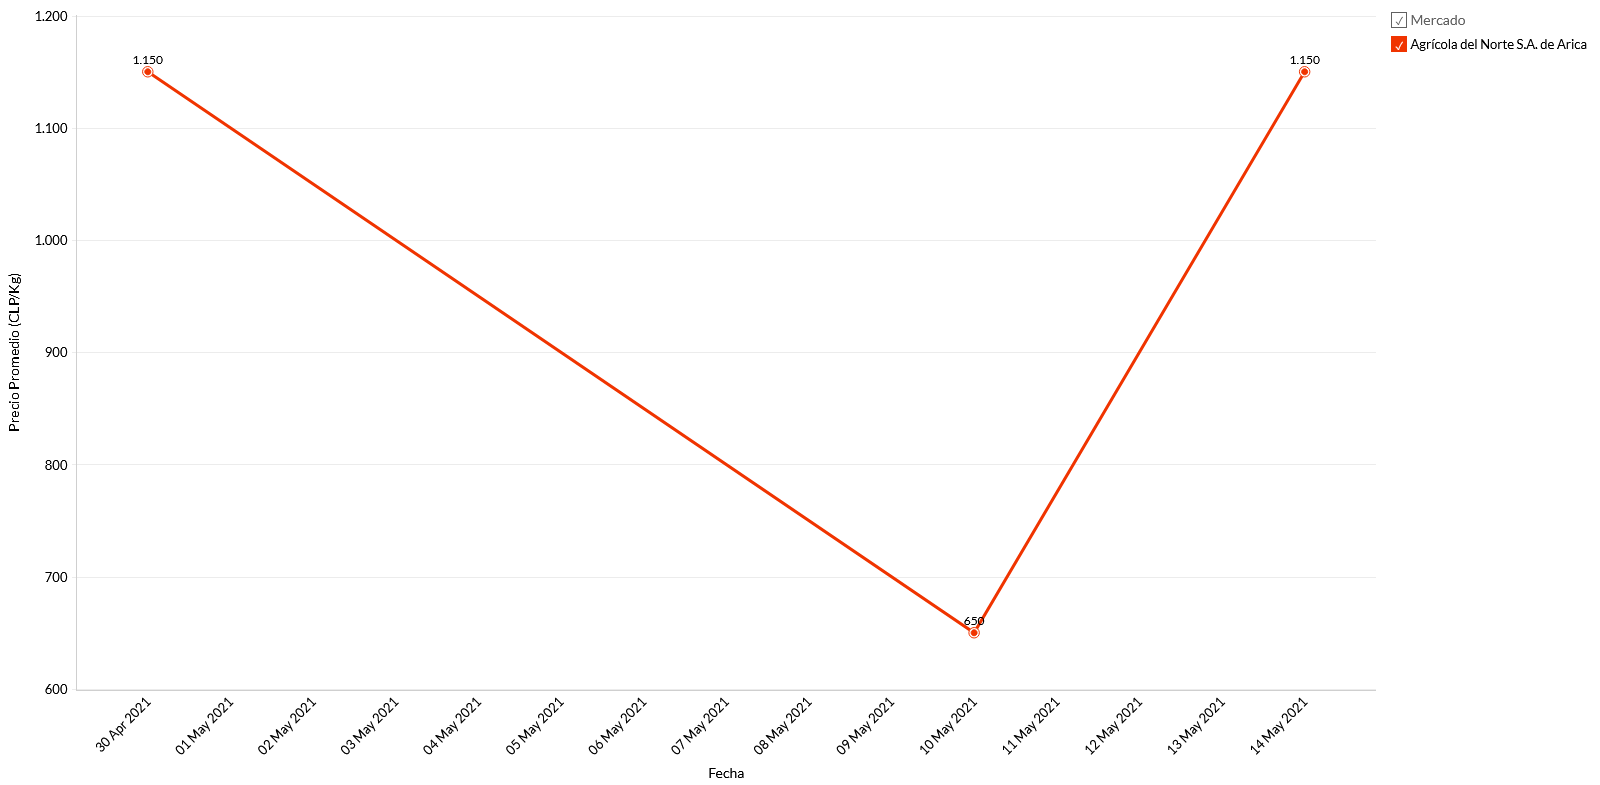 1.200
1.100
1.000
900
800
700
600
Precio Promedio (CLP/Kg)
1.150
650
1.150
30 Apr 2021
01 May 2021
02 May 2021
03 May 2021
04 May 2021
05 May 2021
06 May 2021
07 May 2021
08 May 2021
09 May 2021
10 May 2021
11 May 2021
12 May 2021
13 May 2021
14 May 2021
Fecha
Mercado
Agrícola del Norte S.A. de Arica